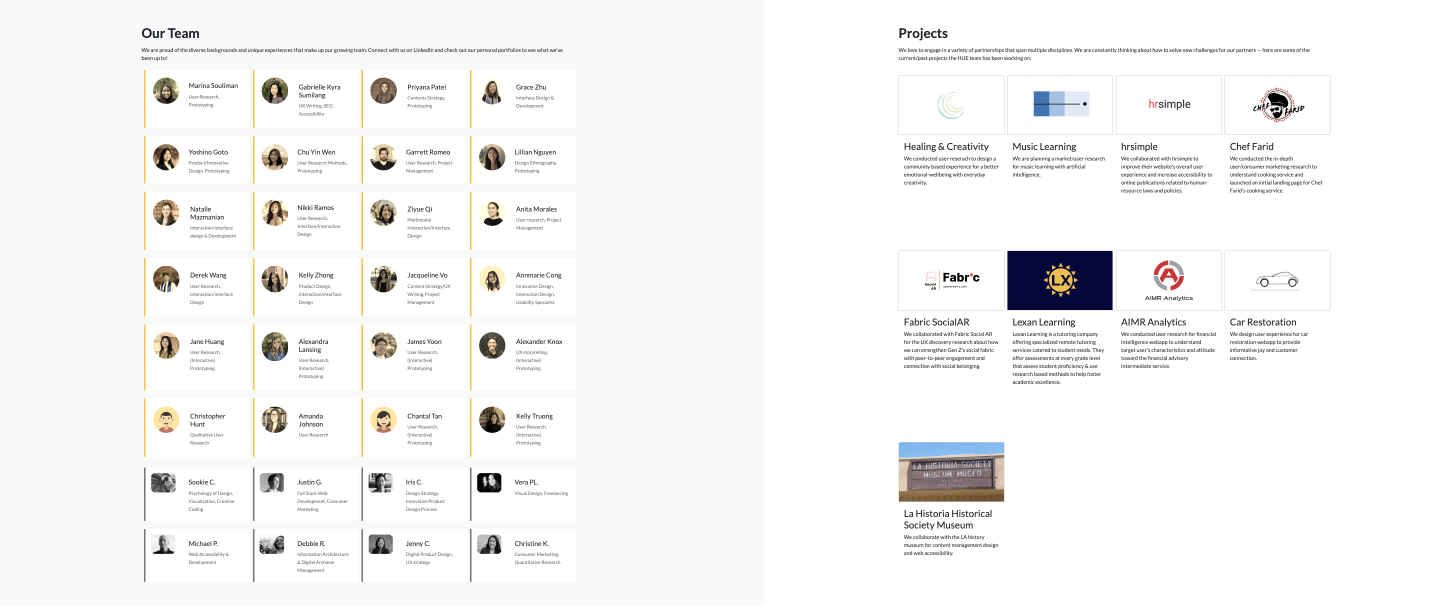 Our Team
We are proud of the diverse backgrounds and unique experiences that make up our growing team. Connect with us on LinkedIn and check out our personal portfolios to see what we've
been up to!
Marina Souliman
User Research,
Prototyping
Gabrielle Kyra
Sumilang
UX Writing, SEO,
Accessibility
Priyana Patel
Contents Strategy,
Prototyping
Grace Zhu
Interface Design &
Development
Yoshino Goto
Product/Innovative
Design, Prototyping
Chu Yin Wen
User Research Methods,
Prototyping
Garrett Romeo
User Research, Project
Management
Lillian Nguyen
Design Ethnography,
Prototyping
Natalie
Mazmanian
Interaction/Interface
design & Development
Nikki Ramos
User Research,
Interface/Interaction
Design
Ziyue Qi
Multimodal
Interaction/Interface
Design
Anita Morales
User research, Project
Management
Derek Wang
User Research,
Interaction/Interface
Design
Kelly Zhong
Product Design,
Interaction/Interface
Design
Jacqueline Vo
Content Strategy/UX
Writing, Project
Management
Annmarie Cong
Innovative Design,
Interaction Design,
Usability Specialist
Jane Huang
User Research,
(Interactive)
Prototyping
Alexandra
Lansing
User Research,
(Interactive)
Prototyping
James Yoon
User Research,
(Interactive)
Prototyping
Alexander Knox
UX storytelling,
(Interactive)
Prototyping
Christopher
Hunt
Qualitative User
Research
Amanda
Johnson
User Research
Chantal Tan
User Research,
(Interactive)
Prototyping
Kelly Truong
User Research,
(Interactive)
Prototyping
Sookie C.
Psychology of Design,
Visualization, Creative
Coding
Justin G.
Full Stack Web
Development, Consumer
Marketing
Iris C.
Design Strategy,
Innovative Product
Design Process
Vera PL.
Visual Design, Freelancing
Michael P.
Web Accessibility &
Development
Debbie R.
Information Architecture
& Digital Archieve
Management
Jenny C.
Digital Product Design,
UX strategy
Christine K.
Consumer Marketing,
Quantitative Research
Projects
We love to engage in a variety of partnerships that span multiple disciplines. We are constantly thinking about how to solve new challenges for our partners — here are some of the
current/past projects the HUE team has been working on:
Healing & Creativity
We conducted user reserach to design a
community based experience for a better
emotional-wellbeing with everyday
creativity.
Music Learning
We are planning a market/user research
for music learning with artificial
intelligence.
hrsimple
hrsimple
We collaborated with hrsimple to
improve their website's overall user
experience and increase accessibility to
online publications related to human-
resource laws and policies.
CHEF FARID
Chef Farid
We conducted the in-depth
user/consumer marketing research to
understand cooking service and
launched an initial landing page for Chef
Farid's cooking service.
Social
AR
Fabric
Fabric SocialAR
We collaborated with Fabric Social AR
for the UX discovery research about how
we can strengthen Gen Z's social fabric
with peer-to-peer engagement and
connection with social belonging.
LX
Lexan Learning
Lexan Learning is a tutoring company
offering specialized remote tutoring
services catered to student needs. They
offer assessments at every grade level
that assess student proficiency & use
research based methods to help foster
academic excellence.
AIMR Analytics
AIMR Analytics
We conducted user research for financial
intelligence webapp to understand
target user's characteristics and attitude
toward the financial advisory
intermediate service.
Car Restoration
We design user experience for car
restoration webapp to provide
informative joy and customer
connection.
LA HISTORIA SOCIETY
MUSEUM MUSEO
La Historia Historical
Society Museum
We collaborate with the LA history
museum for content management design
and web accessibility.